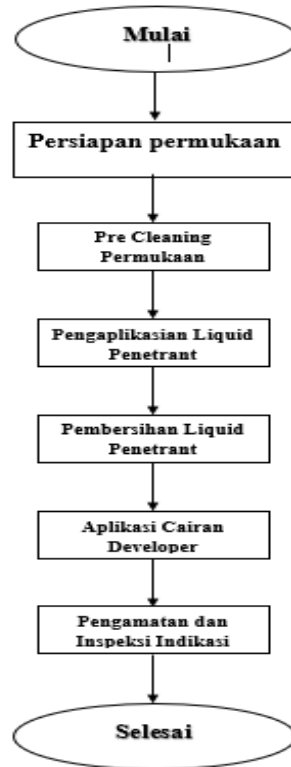 Mulai
Persiapan permukaan
Pre Cleaning
Permukaan
Pengaplikasian Liquid
Penetrant
Pembersihan Liquid
Penetrant
Aplikasi Cairan
Developer
Pengamatan dan
Inspeksi Indikasi
Selesai